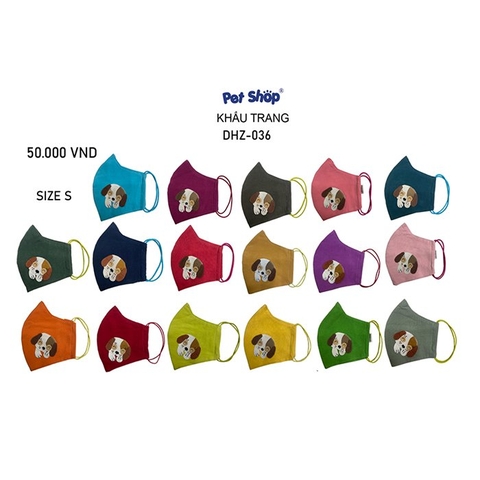 Pet Shop®
KHẨU TRANG
DHZ-036
50.000 VND
SIZE S